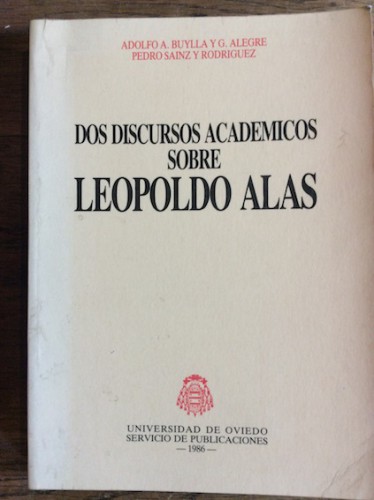 ADOLFO A. BUYLLA Y G. ALEGRE
PEDRO SAINZ Y RODRIGUEZ
DOS DISCURSOS ACADEMICOS
SOBRE
LEOPOLDO ALAS
UNIVERSIDAD DE OVIEDO
SERVICIO DE PUBLICACIONES
— 1986 —